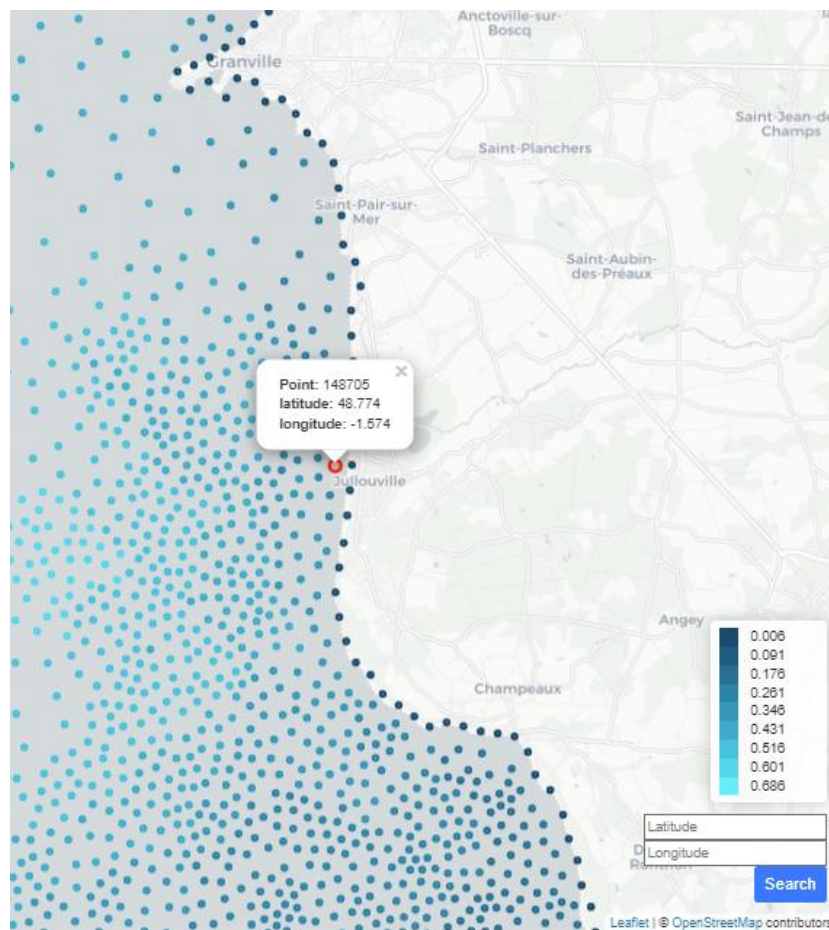 Anctoville-sur-
Boscq
Granville
Saint-Jean-de-
Champs
Saint-Planchers
Saint-Pair-sur-
Mer
Saint-Aubin-
des-Préaux
×
Point: 148705
latitude: 48.774
longitude: -1.574
Jullouville
Angey
Champeaux
0.006
0.091
0.176
0.261
0.346
0.431
0.516
0.601
0.686
Latitude
Longitude
Search
Leaflet | © OpenStreetMap contributors